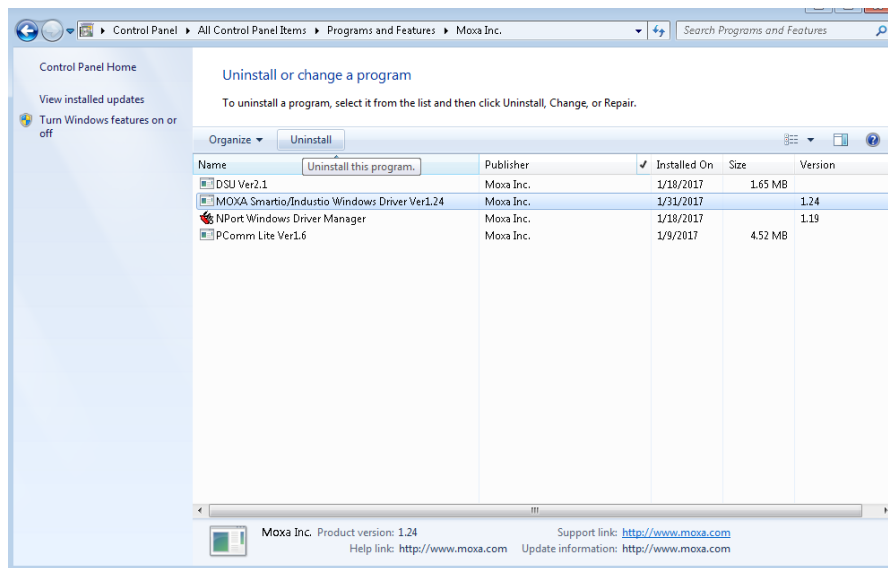 Control Panel ▸ All Control Panel Items ▸ Programs and Features ▸ Moxa Inc.
Search Programs and Features
Control Panel Home
View installed updates
Turn Windows features on or
off
Uninstall or change a program
To uninstall a program, select it from the list and then click Uninstall, Change, or Repair.
Organize Uninstall
Name Publisher Installed On Size Version
Uninstall this program.
DSU Ver2.1 Moxa Inc. 1/18/2017 1.65 MB
MOXA Smartio/Industio Windows Driver Ver1.24 Moxa Inc. 1/31/2017 1.24
NPort Windows Driver Manager Moxa Inc. 1/18/2017 1.19
PComm Lite Ver1.6 Moxa Inc. 1/9/2017 4.52 MB
Moxa Inc. Product version: 1.24 Support link: http://www.moxa.com
Help link: http://www.moxa.com Update information: http://www.moxa.com